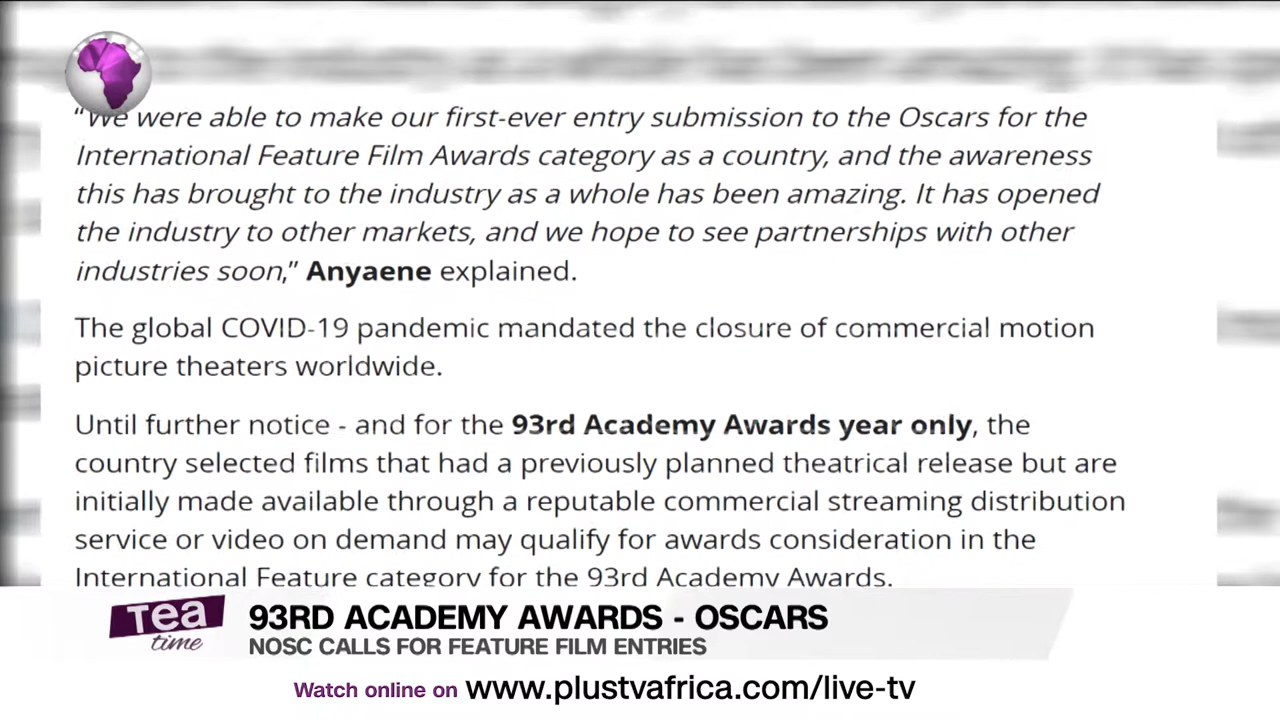 “We were able to make our first-ever entry submission to the Oscars for the
International Feature Film Awards category as a country, and the awareness
this has brought to the industry as a whole has been amazing. It has opened
the industry to other markets, and we hope to see partnerships with other
industries soon,” Anyaene explained.
The global COVID-19 pandemic mandated the closure of commercial motion
picture theaters worldwide.
Until further notice - and for the 93rd Academy Awards year only, the
country selected films that had a previously planned theatrical release but are
initially made available through a reputable commercial streaming distribution
service or video on demand may qualify for awards consideration in the
International Feature category for the 93rd Academy Awards.
Tea
time
93RD ACADEMY AWARDS - OSCARS
NOSC CALLS FOR FEATURE FILM ENTRIES
Watch online on www.plustvafrica.com/live-tv